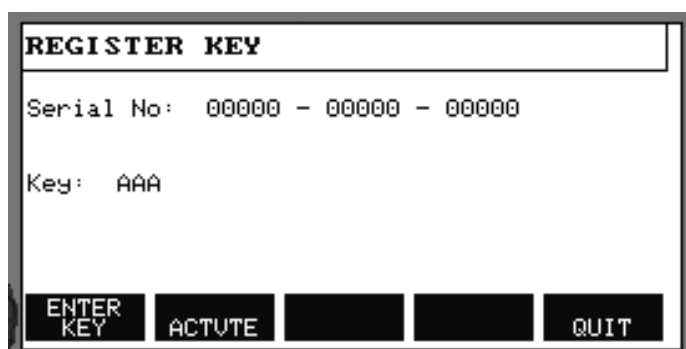 REGISTER KEY
Serial No: 00000 - 00000 - 00000
Key: AAA
ENTER
KEY
ACTVTE
QUIT